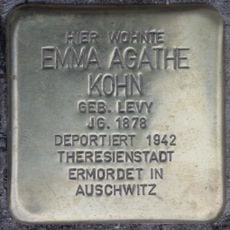 HIER WOHNTE
EMMA AGATHE
KOHN
GEB. LEVY
JG. 1878
DEPORTIERT 1942
THERESIENSTADT
ERMORDET IN
AUSCHWITZ